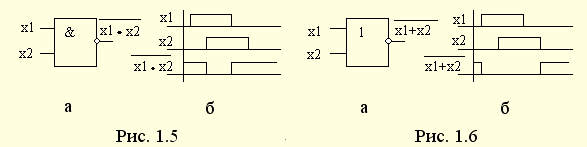 x1 & x1 • x2
x2
x1
x2
x1 • x2
а б
Рис. 1.5
x1 1 x1+x2
x2
x1
x2
x1+x2
а б
Рис. 1.6